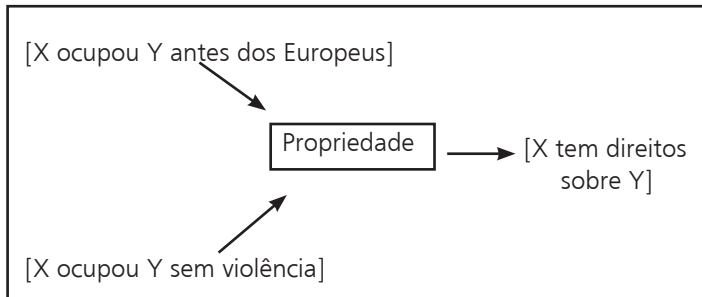 [X ocupou Y antes dos Europeus]
Propriedade
[X tem direitos
sobre Y]
[X ocupou Y sem violência]